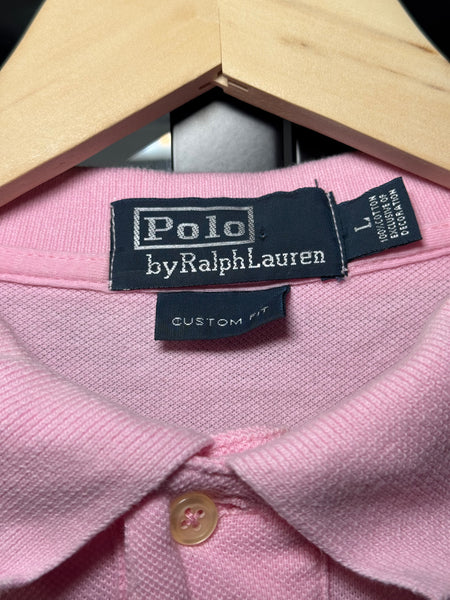 Polo
by Ralph Lauren
L
100% COTTON
EXCLUSIVE OF
DECORATION
CUSTOM FIT